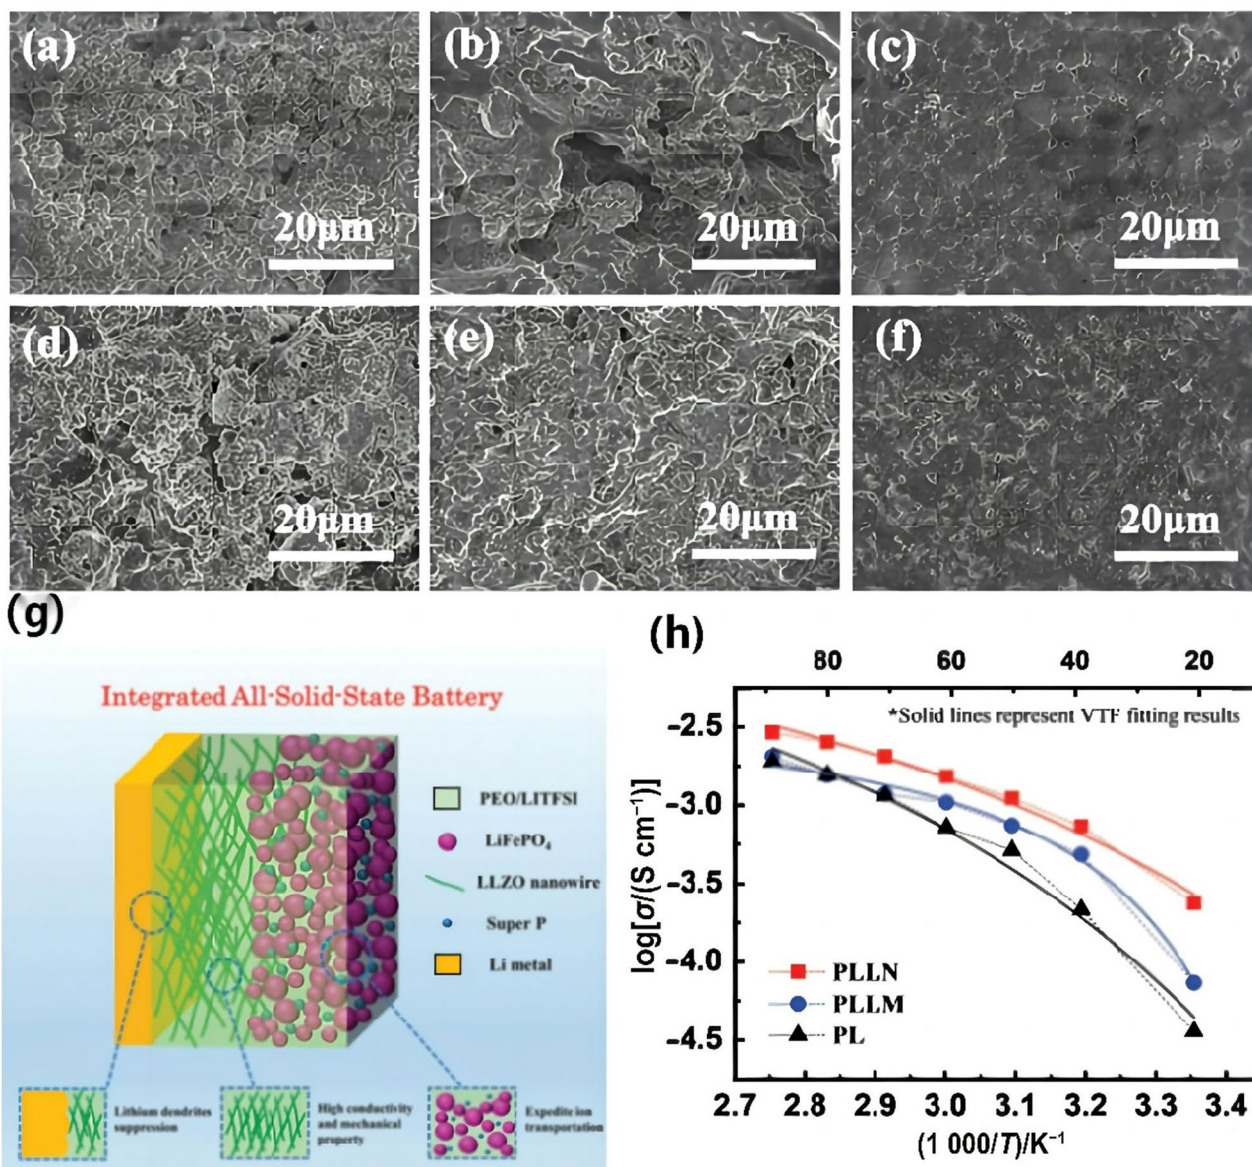 (a)
(b)
(c)
20μm
20μm
20μm
(d)
(e)
(f)
20μm
20μm
20μm
(g)
Integrated All-Solid-State Battery
PEO/LITFSI
LiFePO4
LLZO nanowire
Super P
Li metal
Lithium dendrites
suppression
High conductivity
and mechanical
property
Expedite ion
transportation
(h)
80 60 40 20
*Solid lines represent VTF fitting results
−2.5
−3.0
−3.5
−4.0
−4.5
log[σ/(S cm−1)]
PLLN
PLLM
PL
2.7 2.8 2.9 3.0 3.1 3.2 3.3 3.4
(1 000/T)/K−1